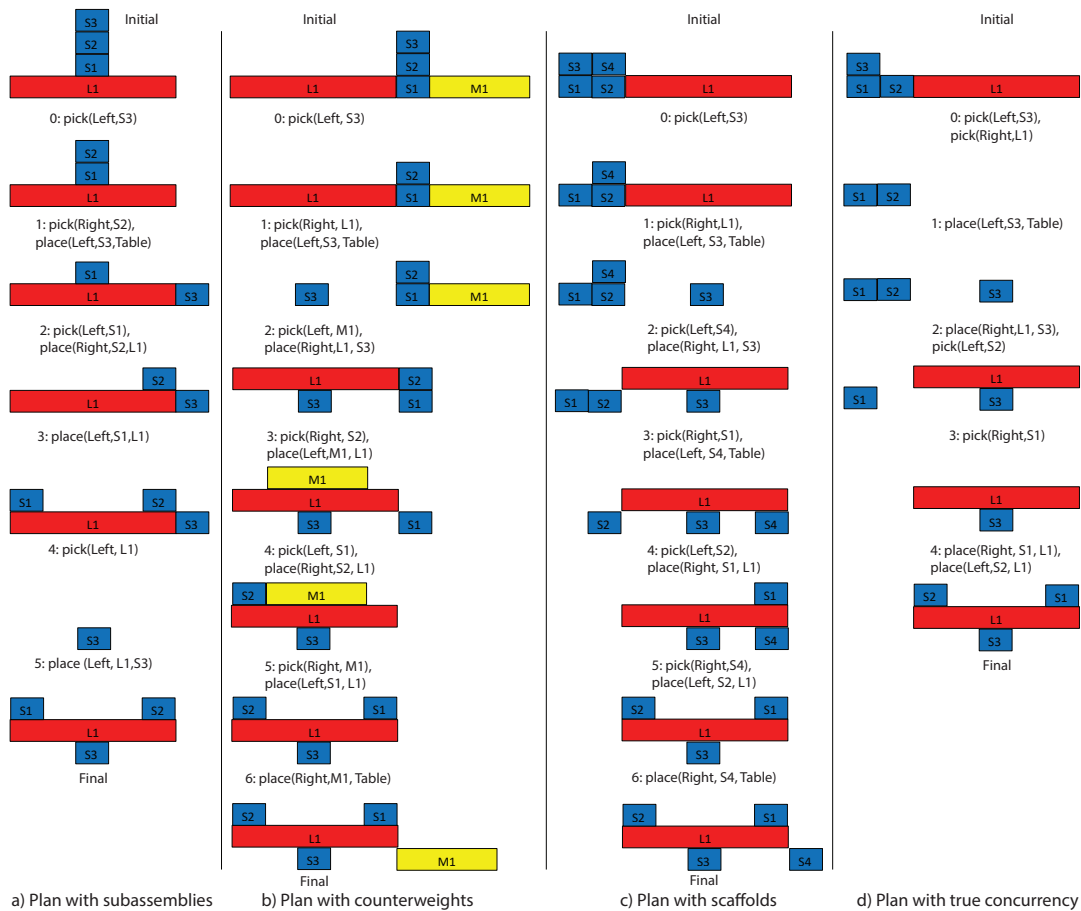 Initial
S3
S2
S1
L1
0: pick(Left,S3)
S2
S1
L1
1: pick(Right,S2),
place(Left,S3,Table)
S1
L1 S3
2: pick(Left,S1),
place(Right,S2,L1)
S2
L1 S3
3: place(Left,S1,L1)
S1 S2
L1 S3
4: pick(Left, L1)
S3
5: place (Left, L1,S3)
S1 S2
L1
S3
Final
a) Plan with subassemblies
Initial
S3
S2
L1 S1 M1
0: pick(Left, S3)
S2
L1 S1 M1
1: pick(Right, L1),
place(Left,S3, Table)
S2
S3 S1 M1
2: pick(Left, M1),
place(Right,L1, S3)
L1 S2
S3 S1
3: pick(Right, S2),
place(Left,M1, L1)
M1
L1
S3 S1
4: pick(Left, S1),
place(Right,S2, L1)
S2 M1
L1
S3
5: pick(Right, M1),
place(Left,S1, L1)
S2 S1
L1
S3
6: place(Right,M1, Table)
S2 S1
L1
S3 M1
Final
b) Plan with counterweights
Initial
S3 S4
S1 S2 L1
0: pick(Left,S3)
S4
S1 S2 L1
1: pick(Right,L1),
place(Left, S3, Table)
S4
S1 S2 S3
2: pick(Left,S4),
place(Right, L1, S3)
L1
S1 S2 S3
3: pick(Right,S1),
place(Left, S4, Table)
L1
S2 S3 S4
4: pick(Left,S2),
place(Right, S1, L1)
S1
L1
S3 S4
5: pick(Right,S4),
place(Left, S2, L1)
S2 S1
L1
S3
6: place(Right, S4, Table)
S2 S1
L1
S3 S4
Final
c) Plan with scaffolds
Initial
S3
S1 S2 L1
0: pick(Left,S3),
pick(Right,L1)
S1 S2
1: place(Left,S3, Table)
S1 S2 S3
2: place(Right,L1, S3),
pick(Left,S2)
L1
S1 S3
3: pick(Right,S1)
L1
S3
4: place(Right, S1, L1),
place(Left,S2, L1)
S2 S1
L1
S3
Final
d) Plan with true concurrency